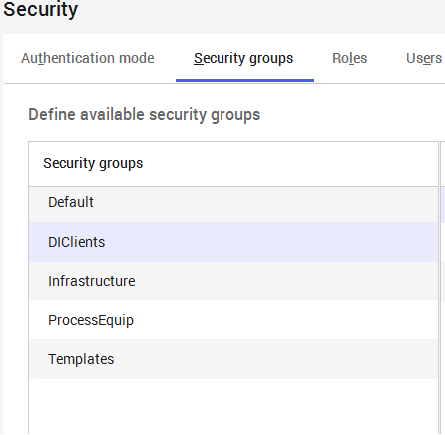 Security
Authentication mode Security groups Roles Users
Define available security groups
Security groups
Default
DIClients
Infrastructure
ProcessEquip
Templates